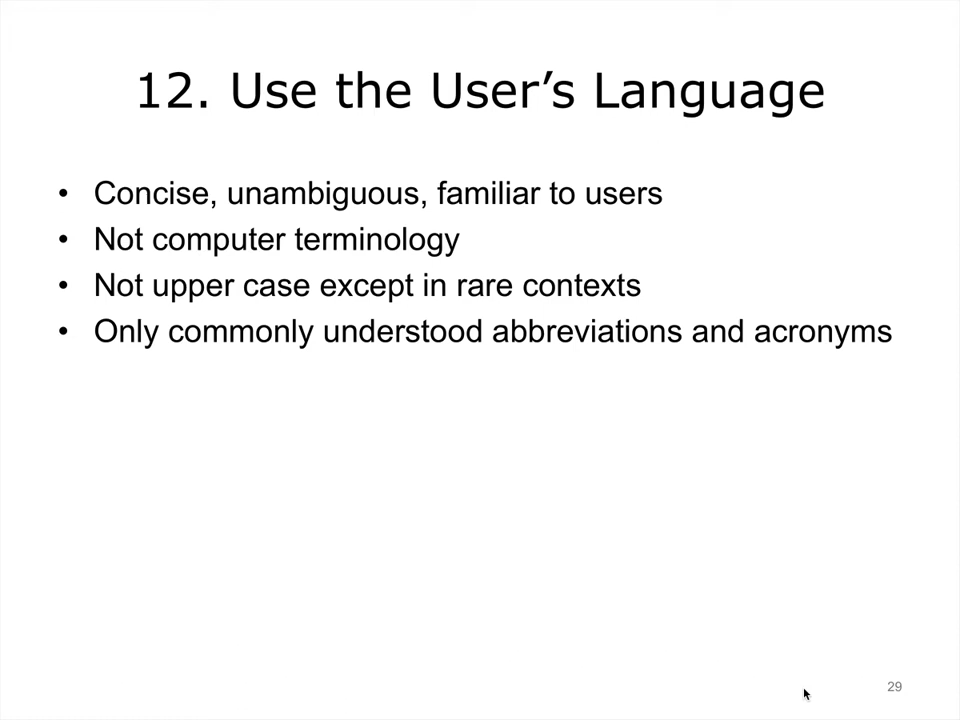 12. Use the User’s Language
• Concise, unambiguous, familiar to users
• Not computer terminology
• Not upper case except in rare contexts
• Only commonly understood abbreviations and acronyms
29